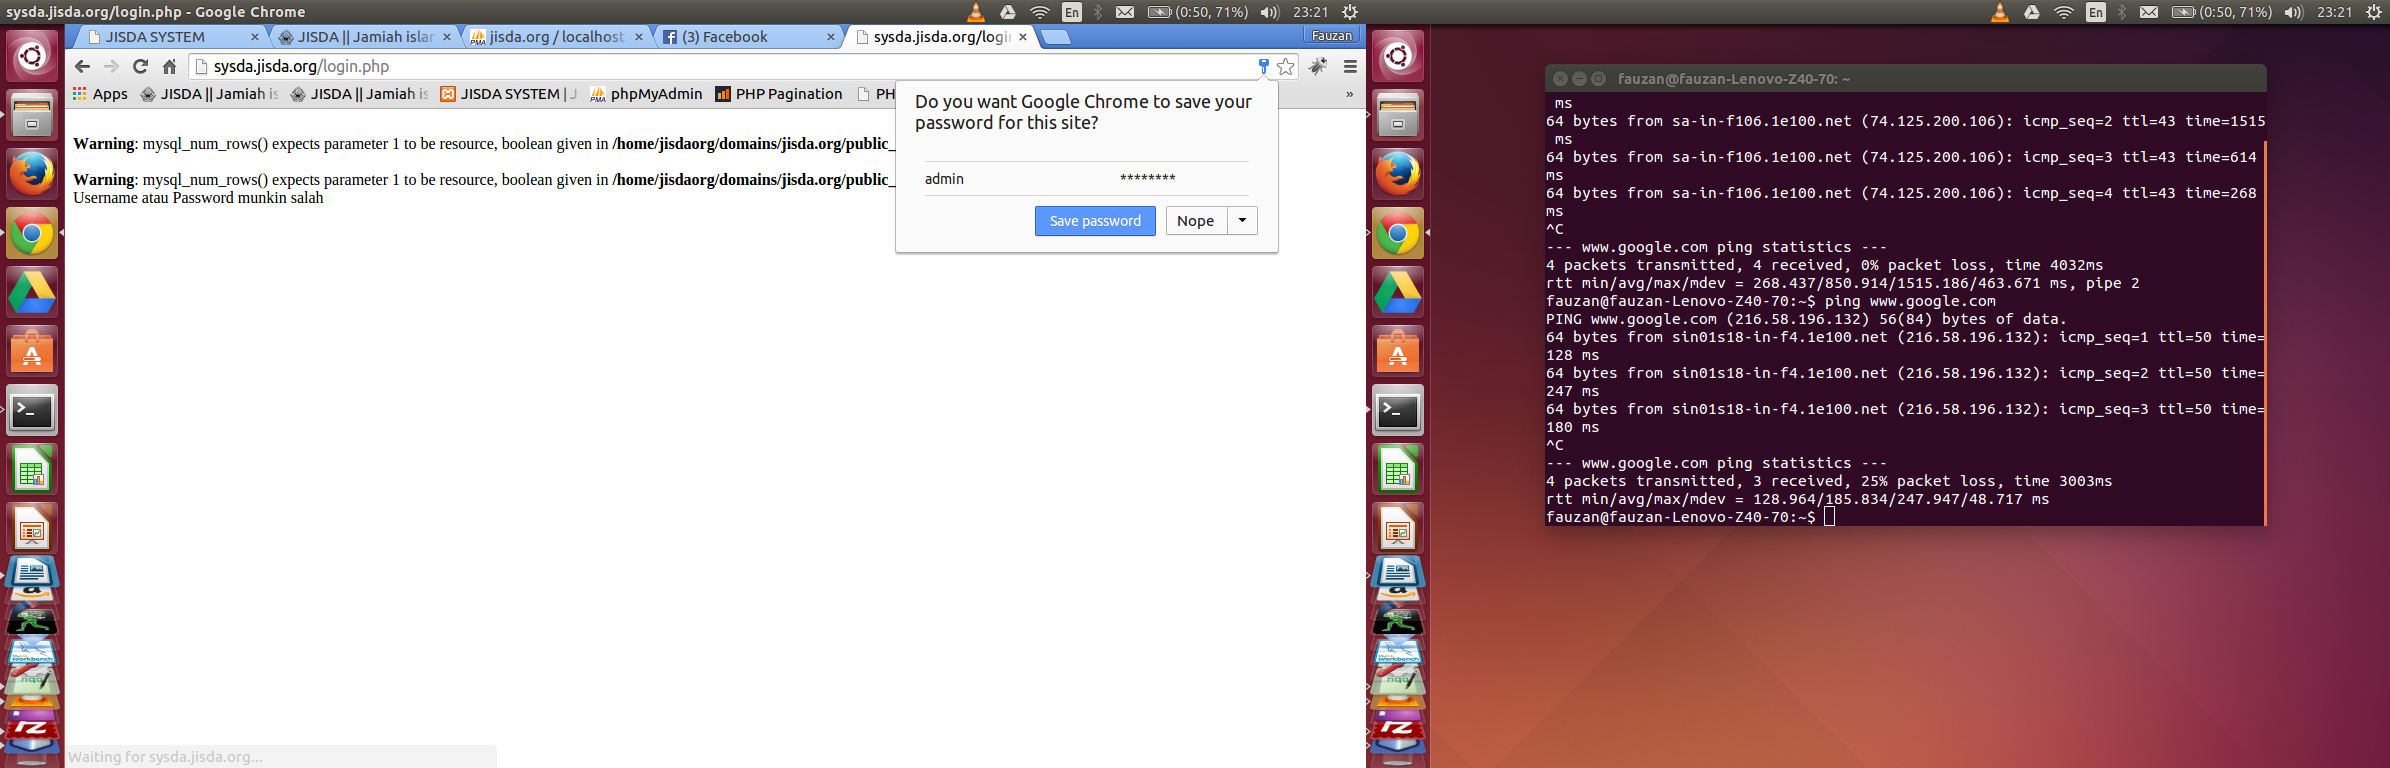 sysda.jisda.org/login.php - Google Chrome
En (0:50, 71%) 23:21
JISDA SYSTEM × JISDA || Jamiah islam × jisda.org / localhost × (3) Facebook × sysda.jisda.org/login × Fauzan
sysda.jisda.org/login.php
Apps JISDA || Jamiah is JISDA || Jamiah is JISDA SYSTEM | J phpMyAdmin PHP Pagination PH »
Do you want Google Chrome to save your
password for this site?
admin ********
Save password Nope
Warning: mysql_num_rows() expects parameter 1 to be resource, boolean given in /home/jisdaorg/domains/jisda.org/public_
Warning: mysql_num_rows() expects parameter 1 to be resource, boolean given in /home/jisdaorg/domains/jisda.org/public_
Username atau Password munkin salah
Waiting for sysda.jisda.org...
En (0:50, 71%) 23:21
fauzan@fauzan-Lenovo-Z40-70: ~
ms
64 bytes from sa-in-f106.1e100.net (74.125.200.106): icmp_seq=2 ttl=43 time=1515
ms
64 bytes from sa-in-f106.1e100.net (74.125.200.106): icmp_seq=3 ttl=43 time=614
ms
64 bytes from sa-in-f106.1e100.net (74.125.200.106): icmp_seq=4 ttl=43 time=268
ms
^C
--- www.google.com ping statistics ---
4 packets transmitted, 4 received, 0% packet loss, time 4032ms
rtt min/avg/max/mdev = 268.437/850.914/1515.186/463.671 ms, pipe 2
fauzan@fauzan-Lenovo-Z40-70:~$ ping www.google.com
PING www.google.com (216.58.196.132) 56(84) bytes of data.
64 bytes from sin01s18-in-f4.1e100.net (216.58.196.132): icmp_seq=1 ttl=50 time=
128 ms
64 bytes from sin01s18-in-f4.1e100.net (216.58.196.132): icmp_seq=2 ttl=50 time=
247 ms
64 bytes from sin01s18-in-f4.1e100.net (216.58.196.132): icmp_seq=3 ttl=50 time=
180 ms
^C
--- www.google.com ping statistics ---
4 packets transmitted, 3 received, 25% packet loss, time 3003ms
rtt min/avg/max/mdev = 128.964/185.834/247.947/48.717 ms
fauzan@fauzan-Lenovo-Z40-70:~$